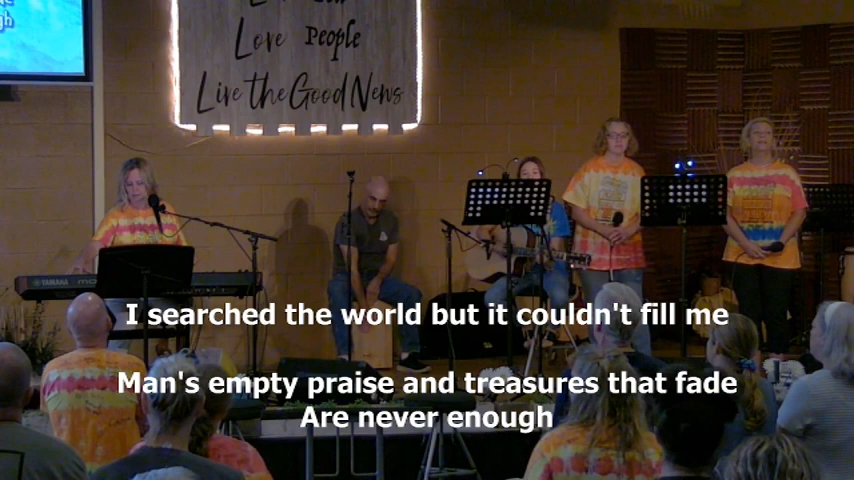 Love People
Live The Good News
YAMAHA
I searched the world but it couldn't fill me
Man's empty praise and treasures that fade
Are never enough